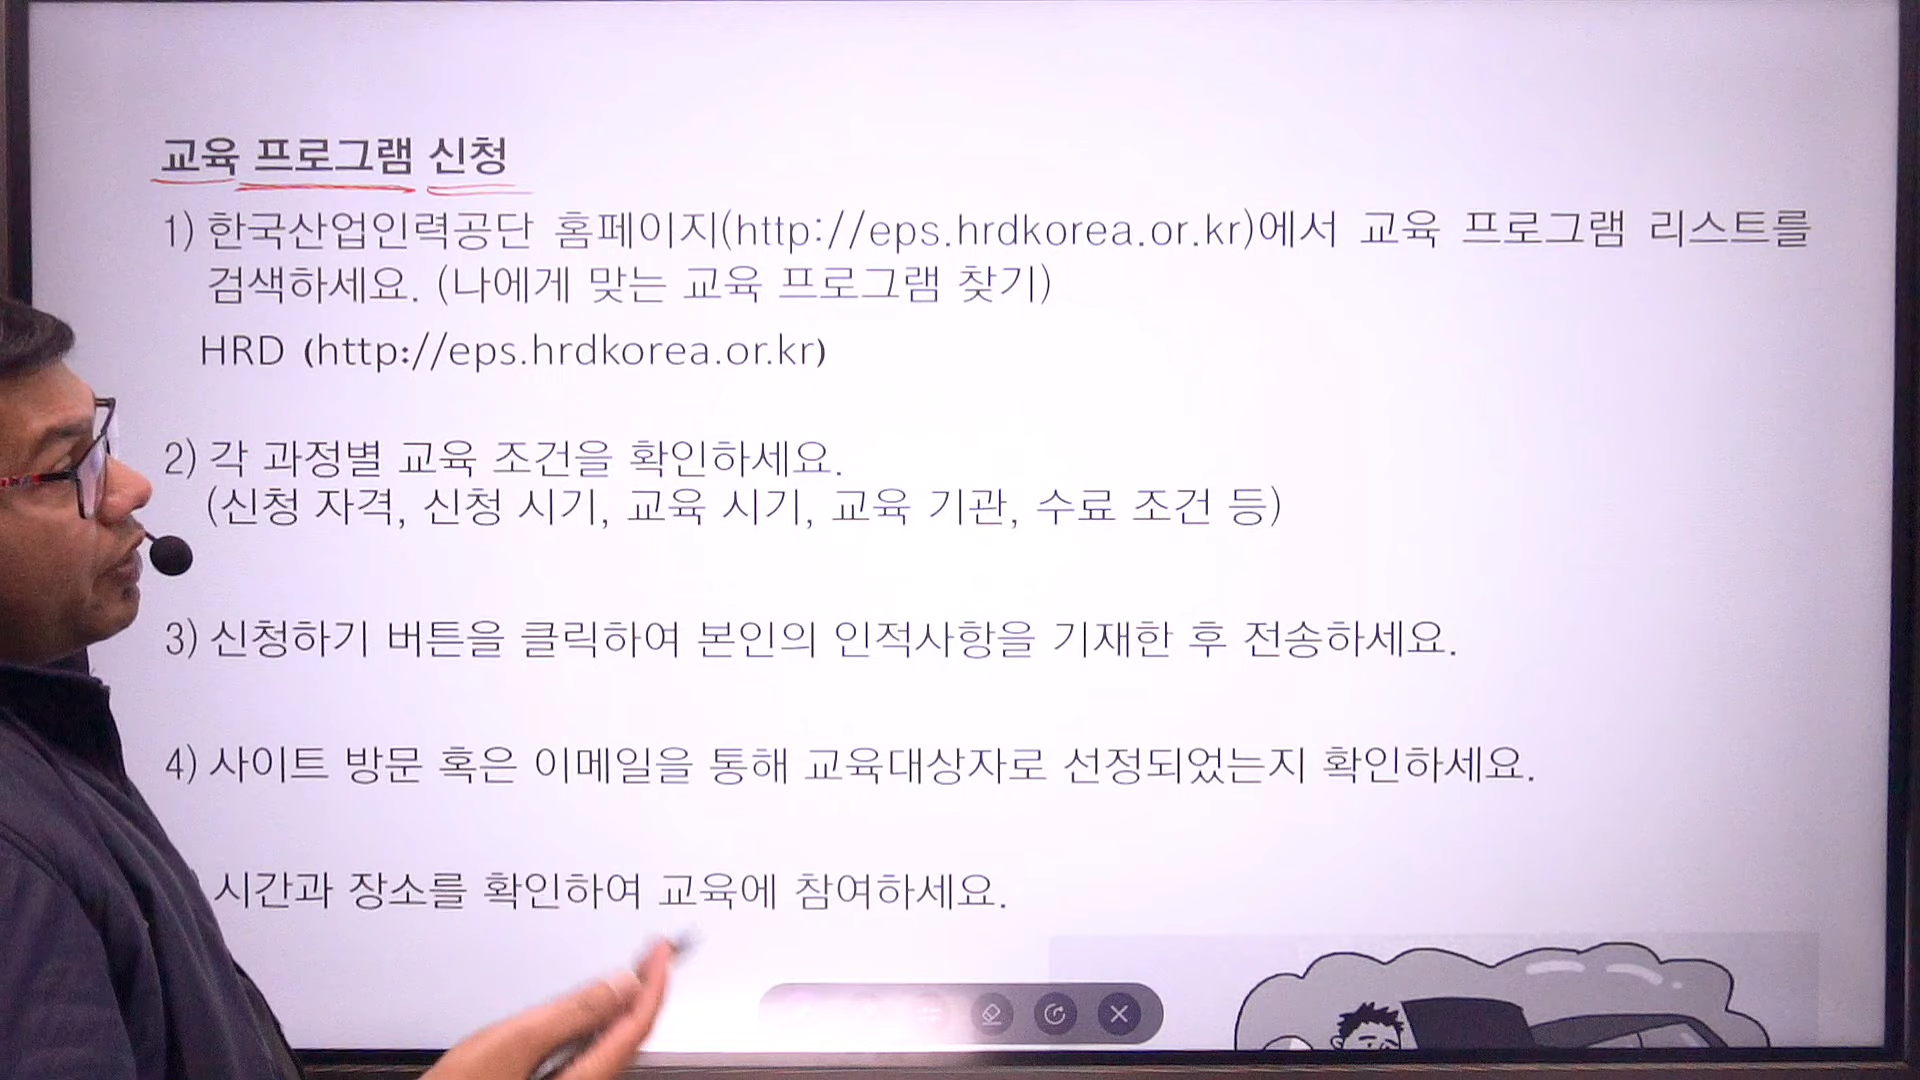 교육 프로그램 신청
1) 한국산업인력공단 홈페이지(http://eps.hrdkorea.or.kr)에서 교육 프로그램 리스트를
검색하세요. (나에게 맞는 교육 프로그램 찾기)
HRD (http://eps.hrdkorea.or.kr)
2) 각 과정별 교육 조건을 확인하세요.
(신청 자격, 신청 시기, 교육 시기, 교육 기관, 수료 조건 등)
3) 신청하기 버튼을 클릭하여 본인의 인적사항을 기재한 후 전송하세요.
4) 사이트 방문 혹은 이메일을 통해 교육대상자로 선정되었는지 확인하세요.
시간과 장소를 확인하여 교육에 참여하세요.